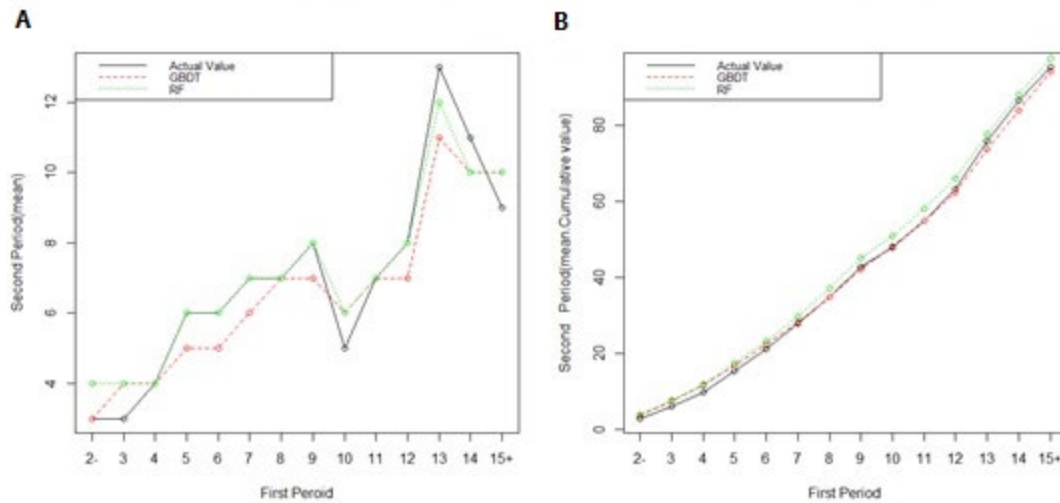 A
Actual Value
GBDT
RF
Second Period(mean)
12
10
8
6
4
2- 3 4 5 6 7 8 9 10 11 12 13 14 15+
First Peroid
B
Actual Value
GBDT
RF
Second Period(mean.Cumulative value)
80
60
40
20
0
2- 3 4 5 6 7 8 9 10 11 12 13 14 15+
First Period